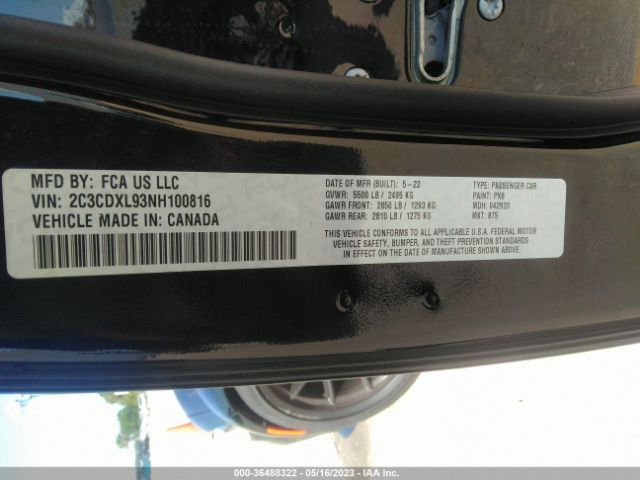 MFD BY: FCA US LLC
VIN: 2C3CDXL93NH100816
VEHICLE MADE IN: CANADA
DATE OF MFR (BUILT): 5-22
GVWR: 5500 LB / 2495 KG
GAWR FRONT: 2850 LB / 1293 KG
GAWR REAR: 2810 LB / 1275 KG
TYPE: PASSENGER CAR
PAINT: PX8
MDH: 042920
MKT: 875
THIS VEHICLE CONFORMS TO ALL APPLICABLE U.S.A. FEDERAL MOTOR
VEHICLE SAFETY, BUMPER, AND THEFT PREVENTION STANDARDS
IN EFFECT ON THE DATE OF MANUFACTURE SHOWN ABOVE.
© - 36488322 - 05/16/2023 - IAA Inc.